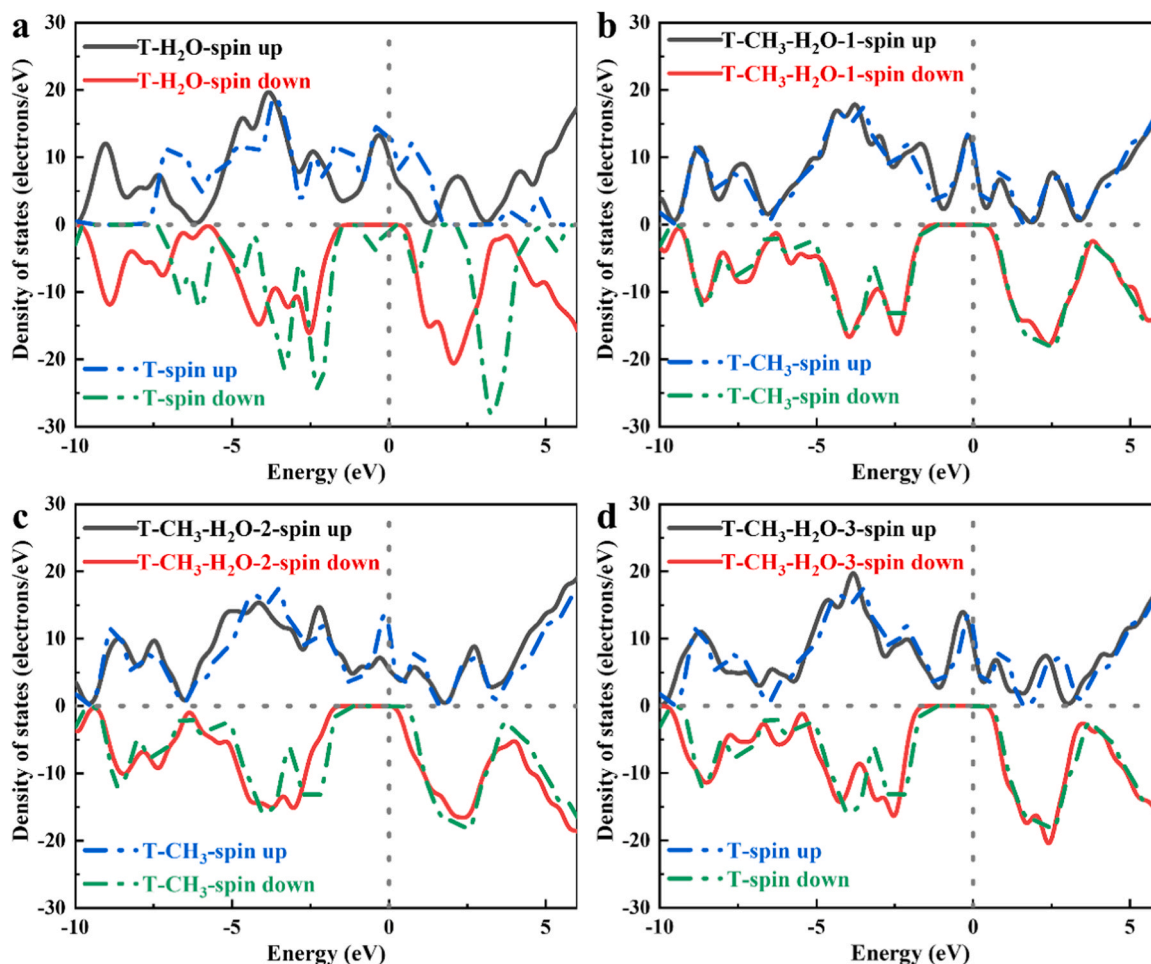 a
T-H₂O-spin up
T-H₂O-spin down
T-spin up
T-spin down
Density of states (electrons/eV)
30
20
10
0
-10
-20
-30
-10
-5
0
5
Energy (eV)
b
T-CH₃-H₂O-1-spin up
T-CH₃-H₂O-1-spin down
T-CH₃-spin up
T-CH₃-spin down
Density of states (electrons/eV)
30
20
10
0
-10
-20
-30
-10
-5
0
5
Energy (eV)
c
T-CH₃-H₂O-2-spin up
T-CH₃-H₂O-2-spin down
T-CH₃-spin up
T-CH₃-spin down
Density of states (electrons/eV)
30
20
10
0
-10
-20
-30
-10
-5
0
5
Energy (eV)
d
T-CH₃-H₂O-3-spin up
T-CH₃-H₂O-3-spin down
T-spin up
T-spin down
Density of states (electrons/eV)
30
20
10
0
-10
-20
-30
-10
-5
0
5
Energy (eV)